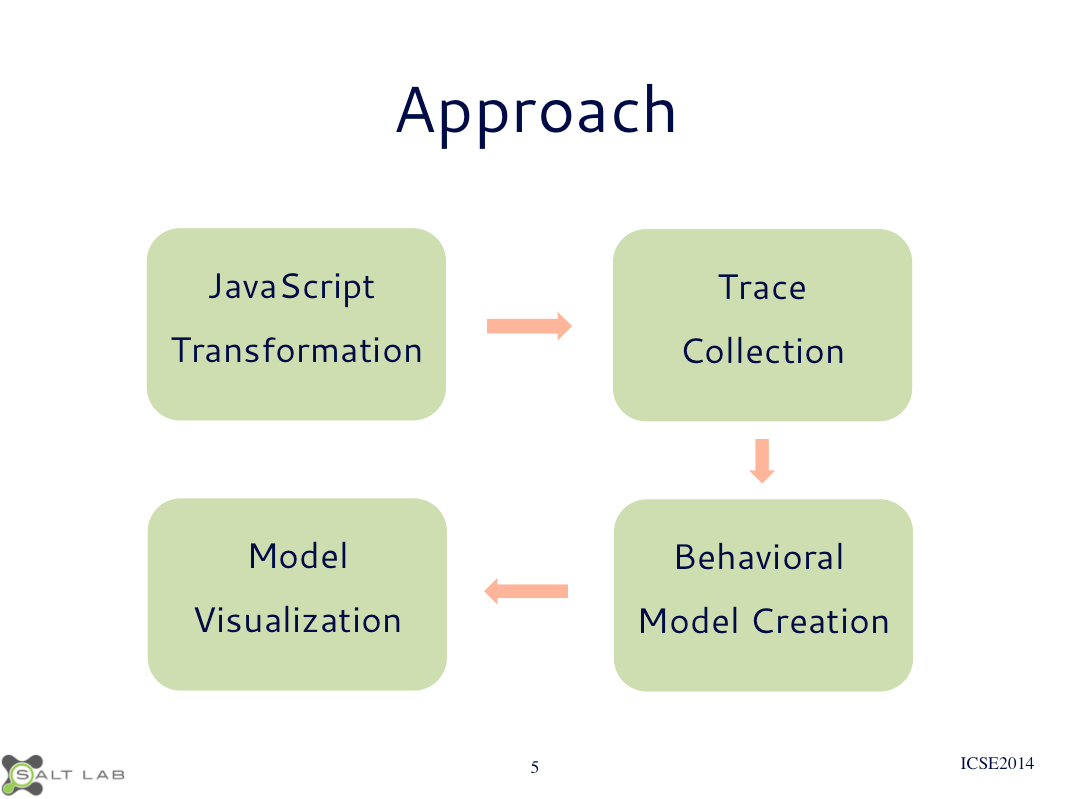 Approach
JavaScript
Transformation
Trace
Collection
Behavioral
Model Creation
Model
Visualization
SALT LAB
5
ICSE2014